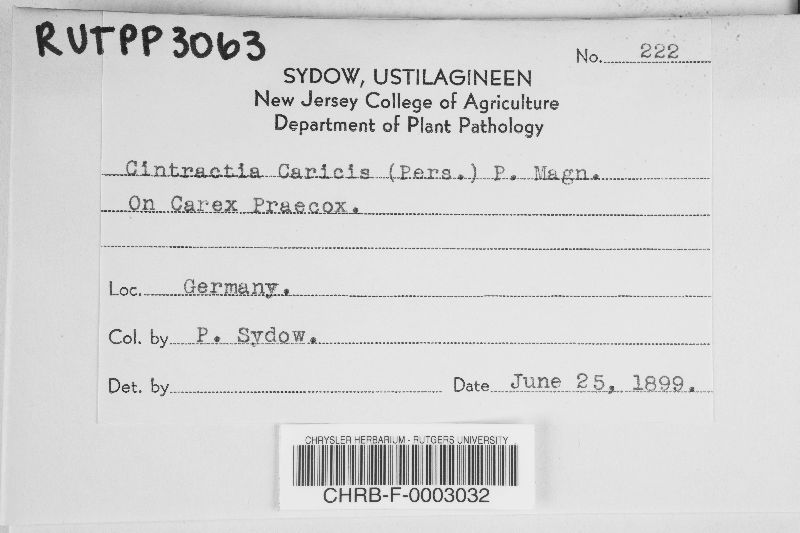 RUTPP3063
No. 222
SYDOW, USTILAGINEEN
New Jersey College of Agriculture
Department of Plant Pathology
Cintractia Caricis (Pers.) P. Magn.
On Carex Praecox.
Loc. Germany.
Col. by P. Sydow.
Det. by Date June 25, 1899.
CHRYSLER HERBARIUM - RUTGERS UNIVERSITY
CHRB-F-0003032